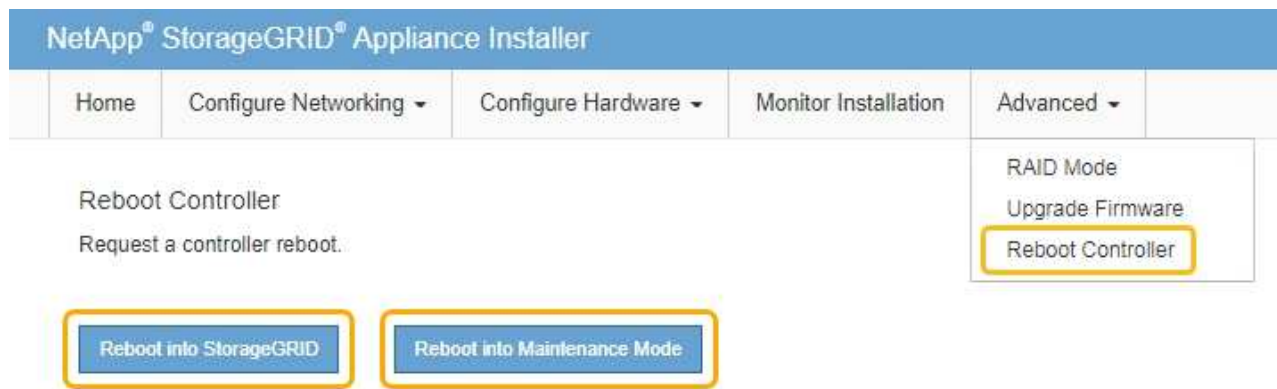 NetApp® StorageGRID® Appliance Installer
Home Configure Networking Configure Hardware Monitor Installation Advanced
RAID Mode
Upgrade Firmware
Reboot Controller
Reboot Controller
Request a controller reboot.
Reboot into StorageGRID Reboot into Maintenance Mode